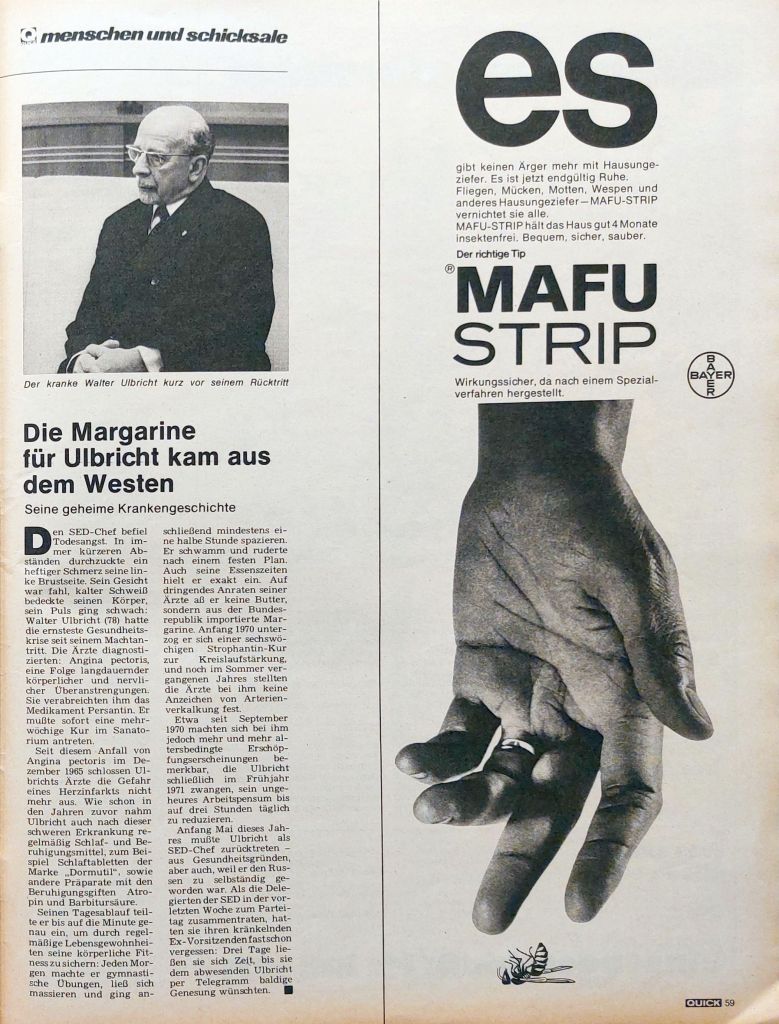 menschen und schicksale
Der kranke Walter Ulbricht kurz vor seinem Rücktritt
Die Margarine
für Ulbricht kam aus
dem Westen
Seine geheime Krankengeschichte
Den SED-Chef befiel
Todesangst. In im-
mer kürzeren Ab-
ständen durchzuckte ein
heftiger Schmerz seine lin-
ke Brustseite. Sein Gesicht
war fahl, kalter Schweiß
bedeckte seinen Körper,
sein Puls ging schwach:
Walter Ulbricht (78) hatte
die ernsteste Gesundheits-
krise seit seinem Machtan-
tritt. Die Ärzte diagnosti-
zierten: Angina pectoris,
eine Folge langdauernder
körperlicher und nervli-
cher Überanstrengungen.
Sie verabreichten ihm das
Medikament Persantin. Er
mußte sofort eine mehr-
wöchige Kur im Sanato-
rium antreten.
Seit diesem Anfall von
Angina pectoris im De-
zember 1965 schlossen Ul-
brichts Ärzte die Gefahr
eines Herzinfarkts nicht
mehr aus. Wie schon in
den Jahren zuvor nahm
Ulbricht auch nach dieser
schweren Erkrankung re-
gelmäßig Schlaf- und Be-
ruhigungsmittel, zum Bei-
spiel Schlaftabletten der
Marke „Dormutil", sowie
andere Präparate mit den
Beruhigungsgiften Atro-
pin und Barbitursäure.
Seinen Tagesablauf teil-
te er bis auf die Minute ge-
nau ein, um durch regel-
mäßige Lebensgewohnhei-
ten seine körperliche Fit-
ness zu sichern: Jeden Mor-
gen machte er gymnasti-
sche Übungen, ließ sich
massieren und ging an-
schließend mindestens ei-
ne halbe Stunde spazieren.
Er schwamm und ruderte
nach einem festen Plan.
Auch seine Essenszeiten
hielt er exakt ein. Auf
dringendes Anraten seiner
Ärzte aß er keine Butter,
sondern aus der Bundes-
republik importierte Mar-
garine. Anfang 1970 unter-
zog er sich einer sechswö-
chigen Strophantin-Kur
zur Kreislaufstärkung,
und noch im Sommer ver-
gangenen Jahres stellten
die Ärzte bei ihm keine
Anzeichen von Arterien-
verkalkung fest.
Etwa seit September
1970 machten sich bei ihm
jedoch mehr und mehr al-
tersbedingte Erschöp-
fungserscheinungen be-
merkbar, die Ulbricht
schließlich im Frühjahr
1971 zwangen, sein unge-
heures Arbeitspensum bis
auf drei Stunden täglich
zu reduzieren.
Anfang Mai dieses Jah-
res mußte Ulbricht als
SED-Chef zurücktreten –
aus Gesundheitsgründen,
aber auch, weil er den Rus-
sen zu selbständig ge-
worden war. Als die Dele-
gierten der SED in der vor-
letzten Woche zum Partei-
tag zusammentraten, hat-
ten sie ihren kränkelnden
Ex-Vorsitzenden fast schon
vergessen: Drei Tage lie-
ßen sie sich Zeit, bis sie
dem abwesenden Ulbricht
per Telegramm baldige
Genesung wünschten.
es
gibt keinen Ärger mehr mit Hausunge-
ziefer. Es ist jetzt endgültig Ruhe.
Fliegen, Mücken, Motten, Wespen und
anderes Hausungeziefer – MAFU-STRIP
vernichtet sie alle.
MAFU-STRIP hält das Haus gut 4 Monate
insektenfrei. Bequem, sicher, sauber.
Der richtige Tip
® MAFU
STRIP
Wirkungssicher, da nach einem Spezial-
verfahren hergestellt.
BAYER
BAYER
QUICK 59